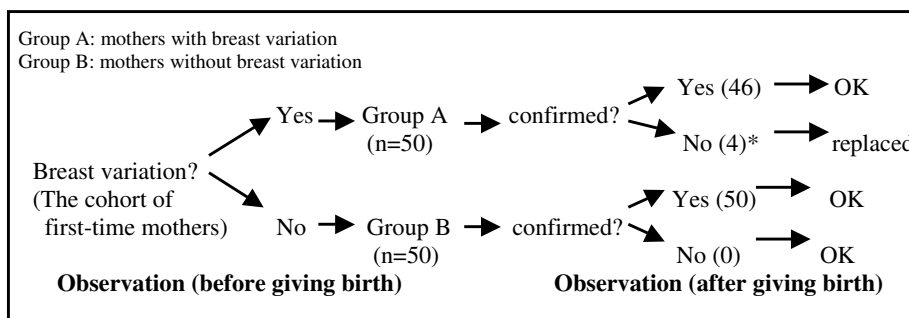 Group A: mothers with breast variation
Group B: mothers without breast variation
Yes (46) OK
Yes Group A confirmed?
(n=50)
No (4)* replaced
Breast variation?
(The cohort of
first-time mothers)
Yes (50) OK
No Group B confirmed?
(n=50)
No (0) OK
Observation (before giving birth) Observation (after giving birth)